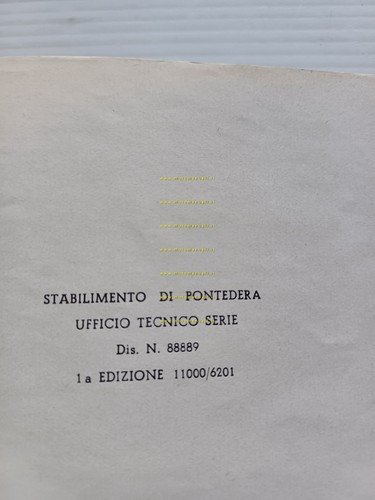 STABILIMENTO DI PONTEDERA
UFFICIO TECNICO SERIE
Dis. N. 88889
1a EDIZIONE 11000/6201